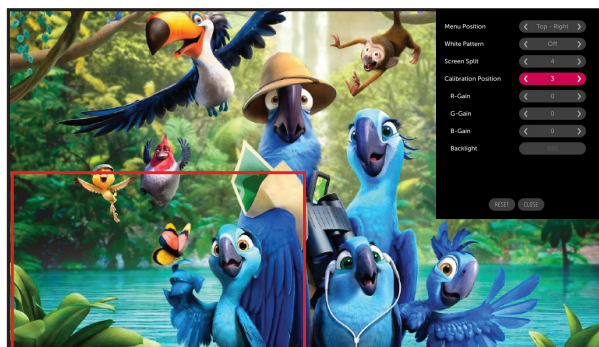 Menu Position < Top - Right >
White Pattern < Off >
Screen Split < 4 >
Calibration Position < 3 >
R-Gain < 0 >
G-Gain < 0 >
B-Gain < 0 >
Backlight
RESET CLOSE